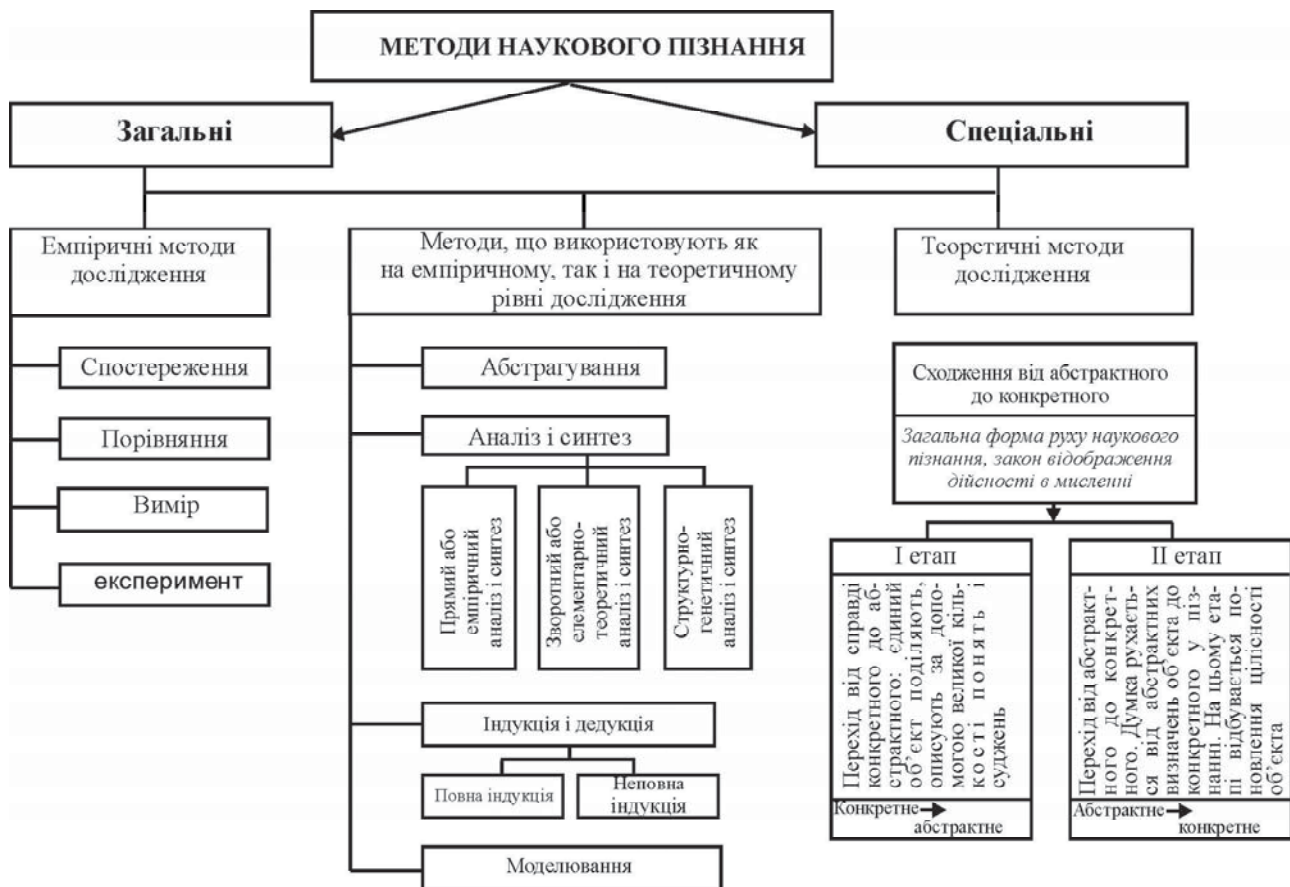 МЕТОДИ НАУКОВОГО ПІЗНАННЯ
Загальні
Спеціальні
Емпіричні методи
дослідження
Методи, що використовують як
на емпіричному, так і на теоретичному
рівні дослідження
Теоретичні методи
дослідження
Спостереження
Порівняння
Вимір
експеримент
Абстрагування
Аналіз і синтез
Прямий або
емпіричний
аналіз і синтез
Зворотний або
елементарно-
теоретичний
аналіз і синтез
Структурно-
генетичний
аналіз і синтез
Індукція і дедукція
Повна індукція
Неповна
індукція
Моделювання
Сходження від абстрактного
до конкретного
Загальна форма руху наукового
пізнання, закон відображення
дійсності в мисленні
І етап
Перехід від справді
конкретного до аб-
страктного: єдиний
об’єкт поділяють,
описують за допо-
могою великої кіль-
кості понять і
суджень
Конкретне
абстрактне
ІІ етап
Перехід від абстракт-
ного до конкрет-
ного. Думка рухаєть-
ся від абстрактних
визначень об’єкта до
конкретного у піз-
нанні. На цьому ета-
пі відбувається по-
новлення цілісності
об’єкта
Абстрактне
конкретне